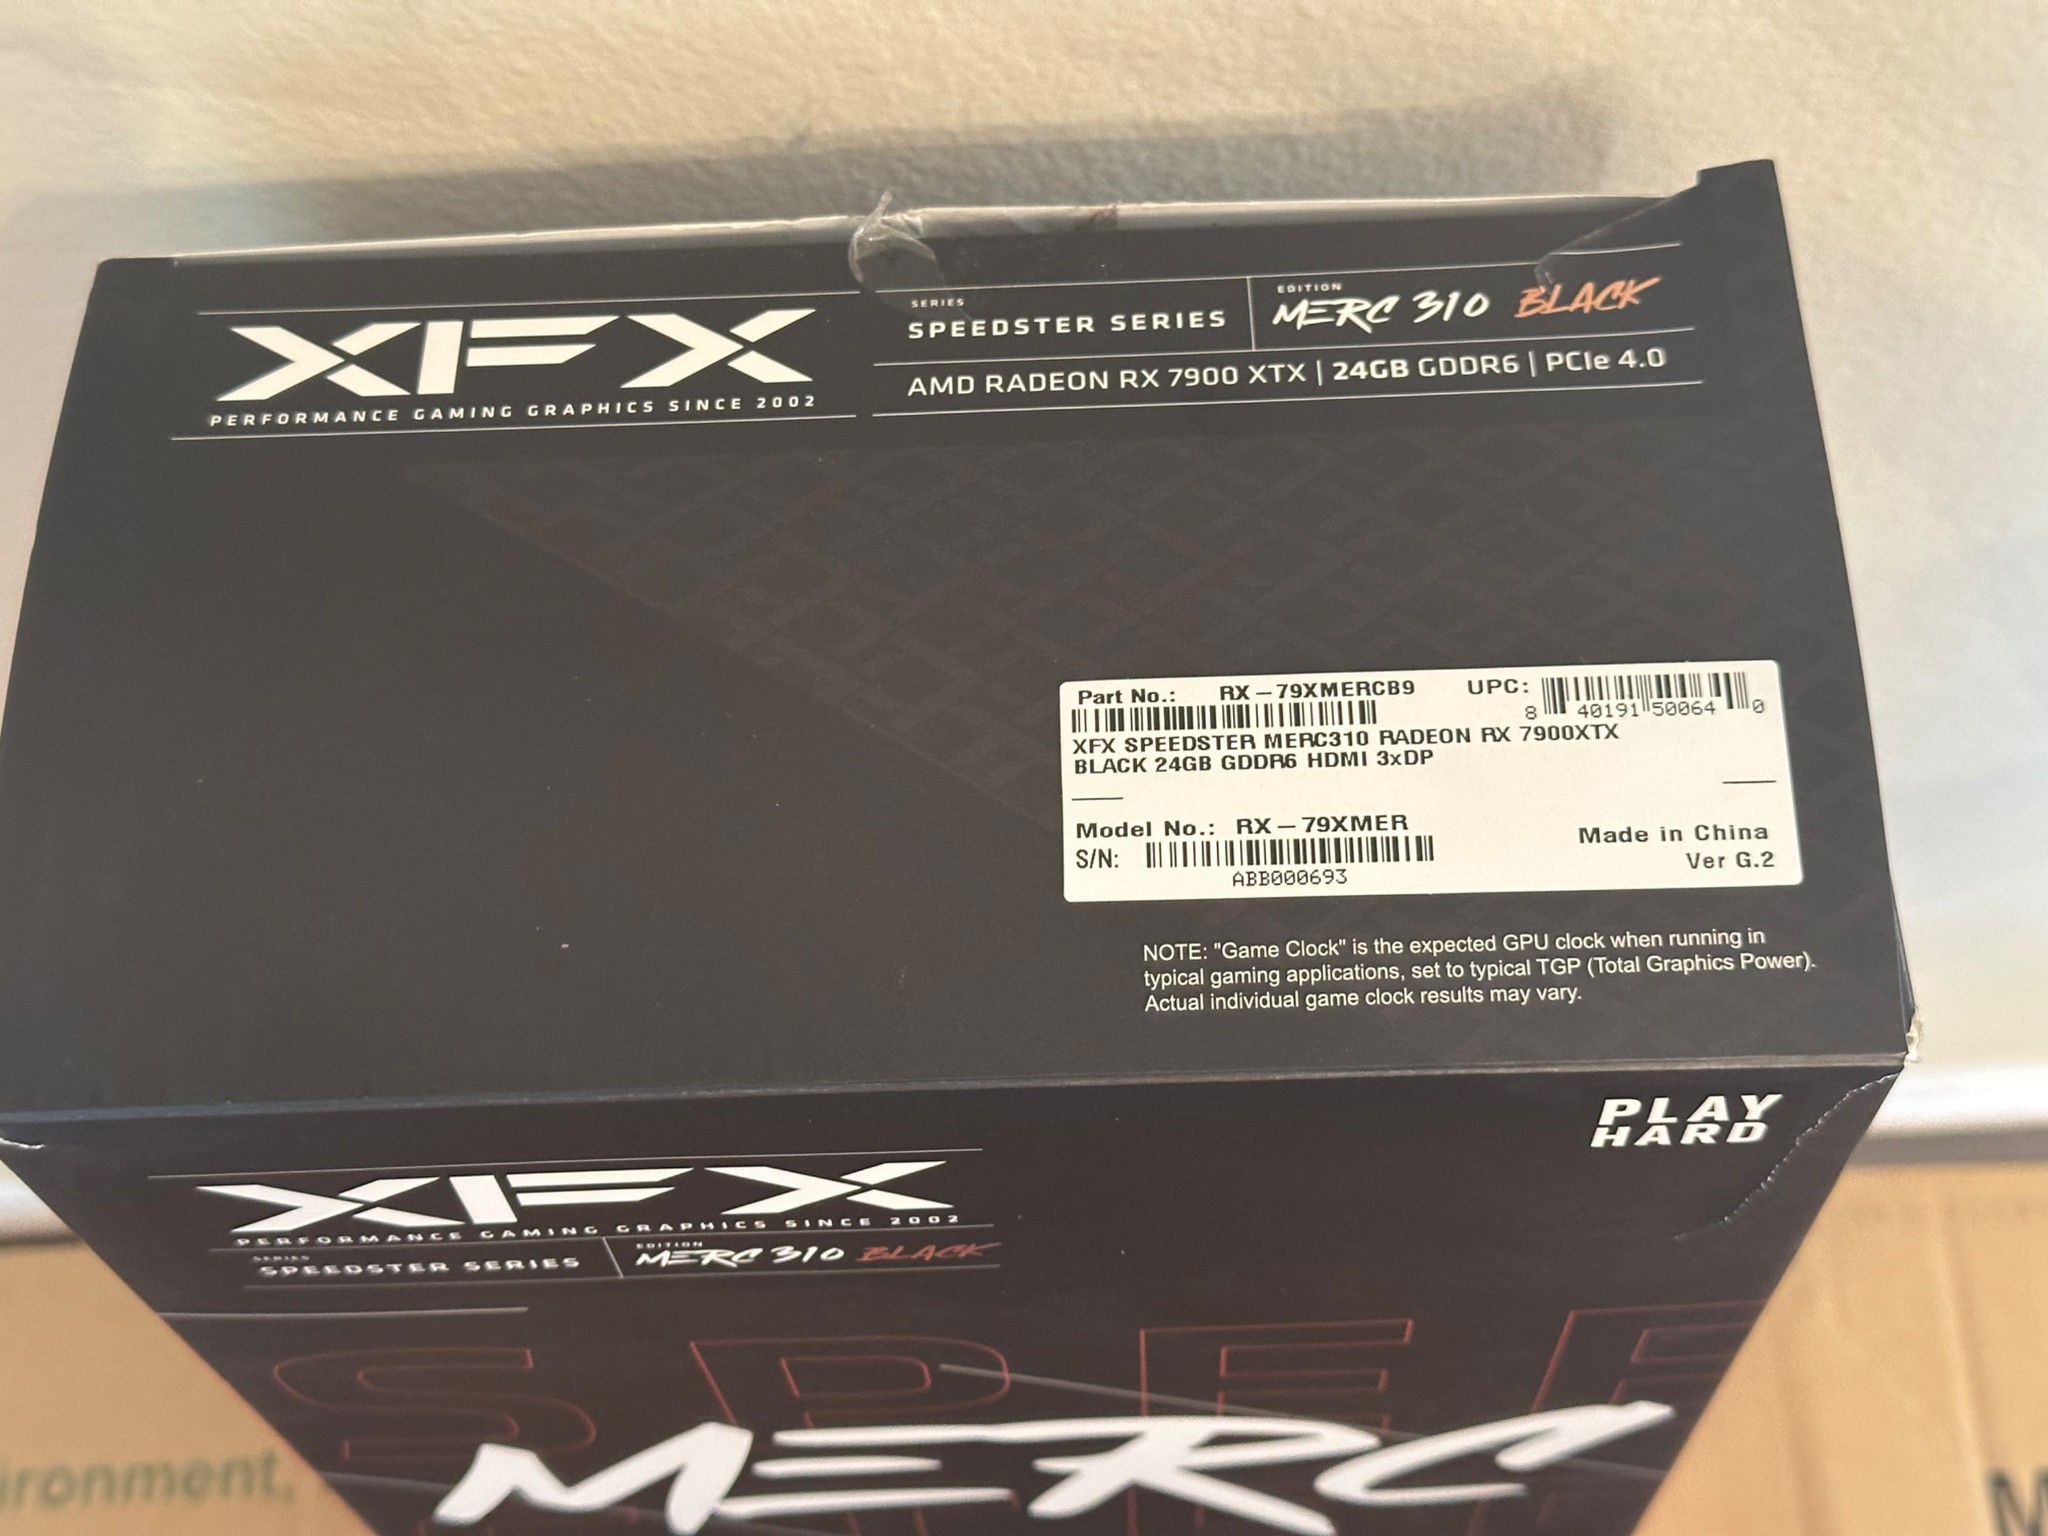 XFX
PERFORMANCE GAMING GRAPHICS SINCE 2002
SERIES
SPEEDSTER SERIES
EDITION
MERC 310 BLACK
AMD RADEON RX 7900 XTX | 24GB GDDR6 | PCIe 4.0
Part No.: RX-79XMERCB9 UPC:
8 40191 50064 0
XFX SPEEDSTER MERC310 RADEON RX 7900XTX
BLACK 24GB GDDR6 HDMI 3xDP
Model No.: RX-79XMER
S/N:
ABB000693
Made in China
Ver G.2
NOTE: "Game Clock" is the expected GPU clock when running in
typical gaming applications, set to typical TGP (Total Graphics Power).
Actual individual game clock results may vary.
PLAY
HARD
XFX
PERFORMANCE GAMING GRAPHICS SINCE 2002
SERIES
SPEEDSTER SERIES
EDITION
MERC 310 BLACK
SPEE
MERC
ironment,
M